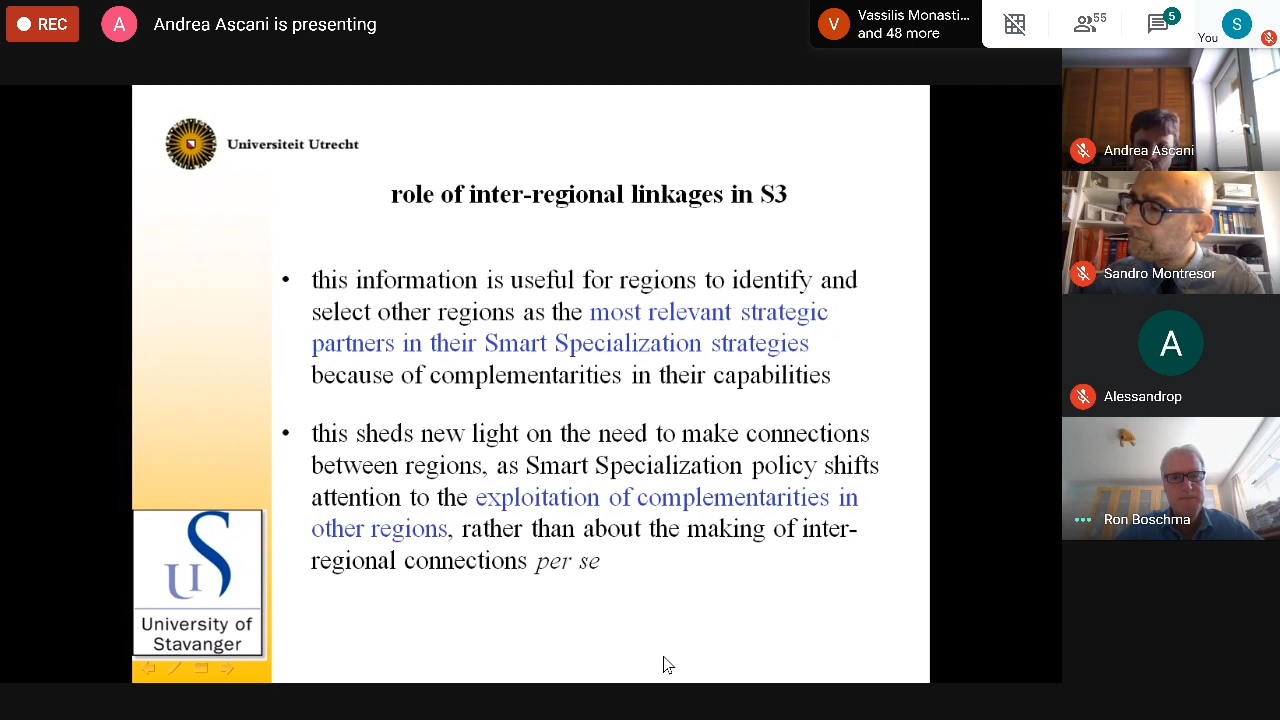 REC
A
Andrea Ascani is presenting
V
Vassilis Monasti...
and 48 more
55
5
You
S
Universiteit Utrecht
role of inter-regional linkages in S3
• this information is useful for regions to identify and
select other regions as the most relevant strategic
partners in their Smart Specialization strategies
because of complementarities in their capabilities
• this sheds new light on the need to make connections
between regions, as Smart Specialization policy shifts
attention to the exploitation of complementarities in
other regions, rather than about the making of inter-
regional connections per se
US
University of
Stavanger
Andrea Ascani
Sandro Montresor
A
Alessandrop
Ron Boschma